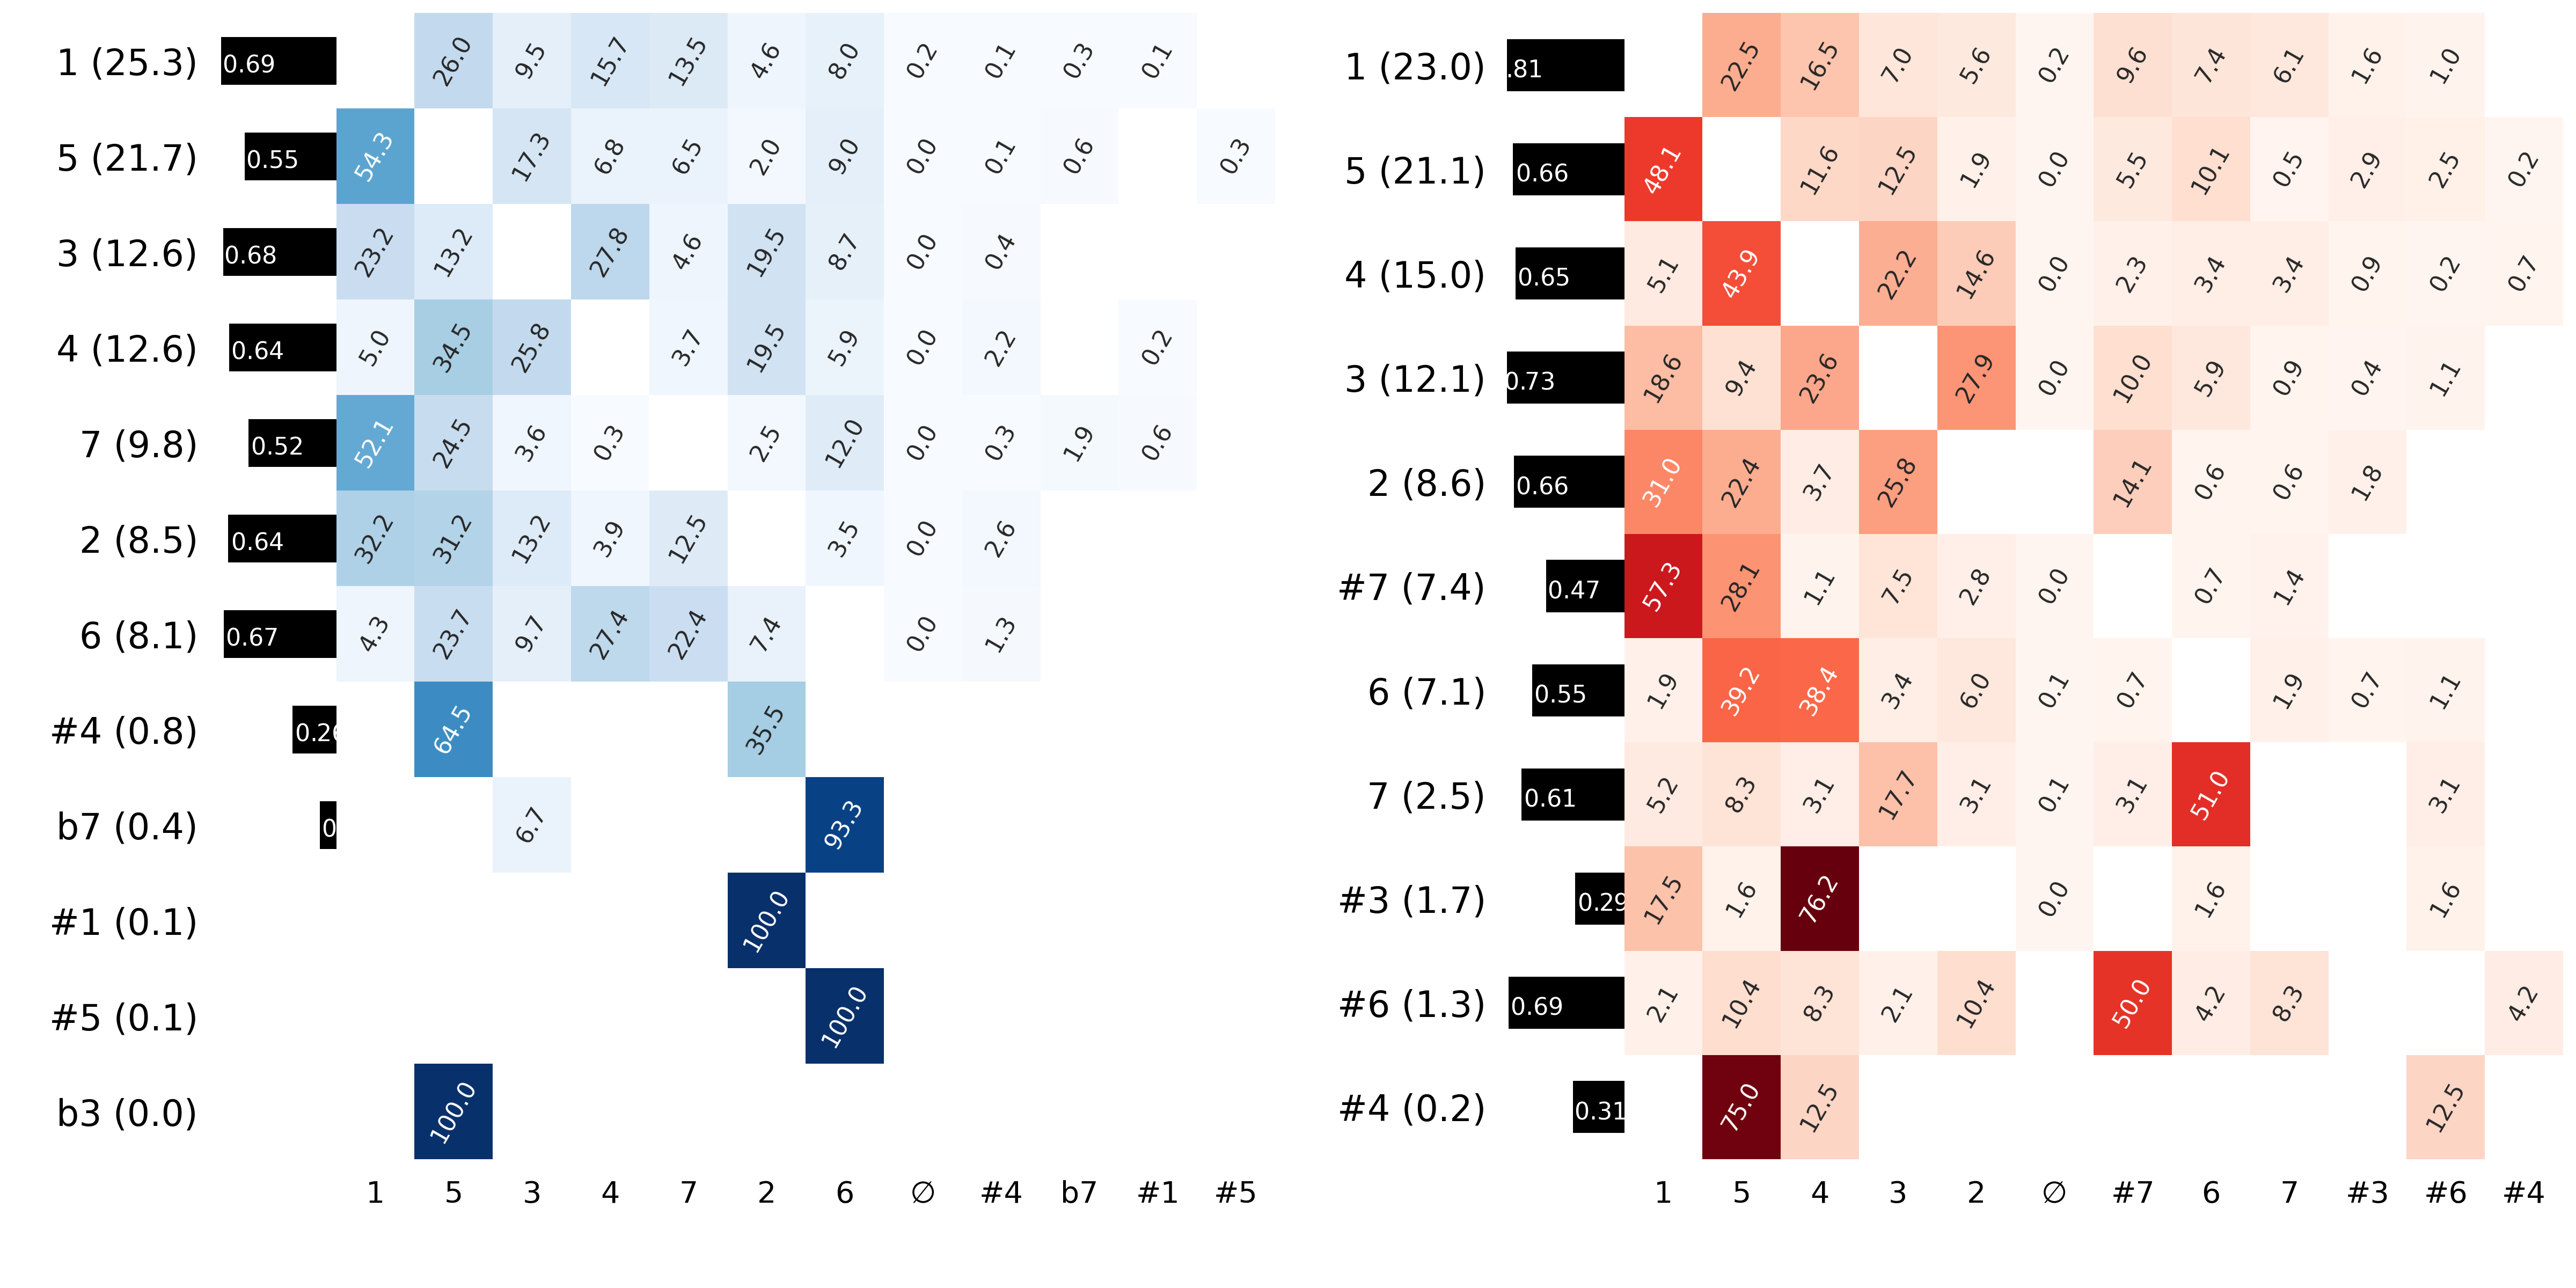 1 (25.3) 0.69 26.0 9.5 15.7 13.5 4.6 8.0 0.2 0.1 0.3 0.1
5 (21.7) 0.55 54.3 17.3 6.8 6.5 2.0 9.0 0.0 0.1 0.6 0.3
3 (12.6) 0.68 23.2 13.2 27.8 4.6 19.5 8.7 0.0 0.4
4 (12.6) 0.64 5.0 34.5 25.8 3.7 19.5 5.9 0.0 2.2 0.2
7 (9.8) 0.52 52.1 24.5 3.6 0.3 2.5 12.0 0.0 0.3 1.9 0.6
2 (8.5) 0.64 32.2 31.2 13.2 3.9 12.5 3.5 0.0 2.6
6 (8.1) 0.67 4.3 23.7 9.7 27.4 22.4 7.4 0.0 1.3
#4 (0.8) 0.26 64.5 35.5
b7 (0.4) 0 6.7 93.3
#1 (0.1) 100.0
#5 (0.1) 100.0
b3 (0.0) 100.0
1 5 3 4 7 2 6 ∅ #4 b7 #1 #5
1 (23.0) .81 22.5 16.5 7.0 5.6 0.2 9.6 7.4 6.1 1.6 1.0
5 (21.1) 0.66 48.1 11.6 12.5 1.9 0.0 5.5 10.1 0.5 2.9 2.5 0.2
4 (15.0) 0.65 5.1 43.9 22.2 14.6 0.0 2.3 3.4 3.4 0.9 0.2 0.7
3 (12.1) 0.73 18.6 9.4 23.6 27.9 0.0 10.0 5.9 0.9 0.4 1.1
2 (8.6) 0.66 31.0 22.4 3.7 25.8 14.1 0.6 0.6 1.8
#7 (7.4) 0.47 57.3 28.1 1.1 7.5 2.8 0.0 0.7 1.4
6 (7.1) 0.55 1.9 39.2 38.4 3.4 6.0 0.1 0.7 1.9 0.7 1.1
7 (2.5) 0.61 5.2 8.3 3.1 17.7 3.1 0.1 3.1 51.0 3.1
#3 (1.7) 0.29 17.5 1.6 76.2 0.0 1.6 1.6
#6 (1.3) 0.69 2.1 10.4 8.3 2.1 10.4 50.0 4.2 8.3 4.2
#4 (0.2) 0.31 75.0 12.5 12.5
1 5 4 3 2 ∅ #7 6 7 #3 #6 #4